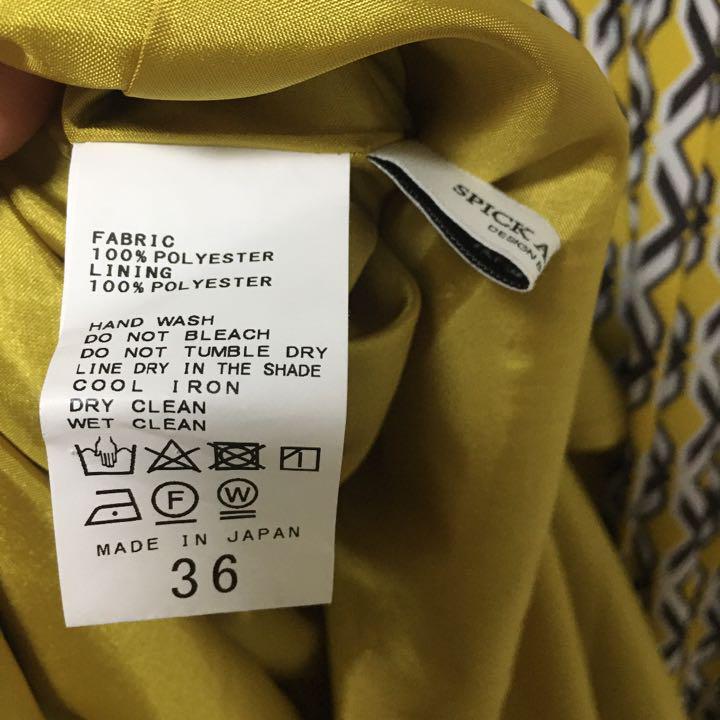 FABRIC
100% POLYESTER
LINING
100% POLYESTER
HAND WASH
DO NOT BLEACH
DO NOT TUMBLE DRY
LINE DRY IN THE SHADE
COOL IRON
DRY CLEAN
WET CLEAN
F W
MADE IN JAPAN
36
SPICK
DESIGN